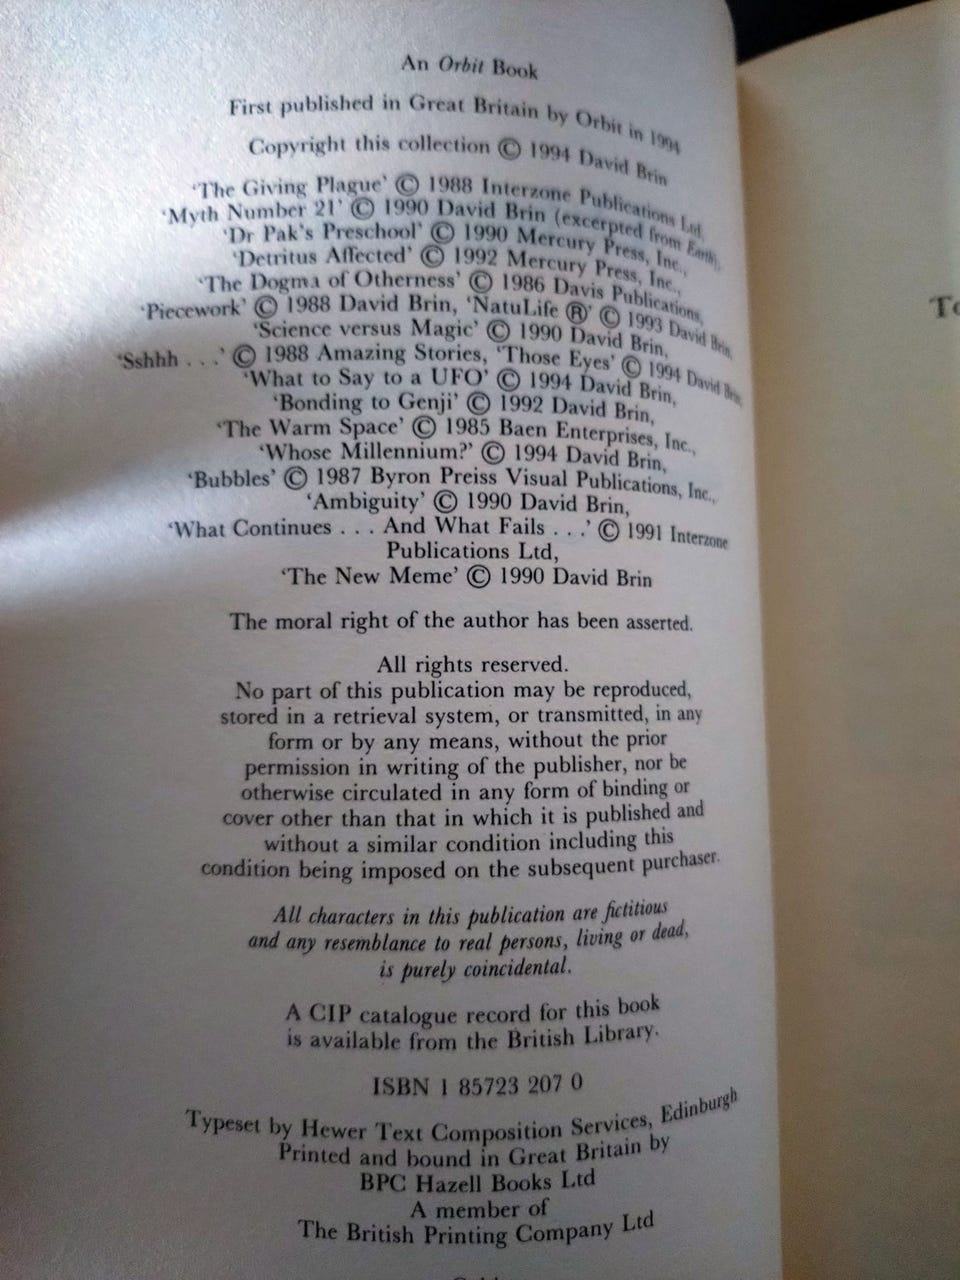 An Orbit Book
First published in Great Britain by Orbit in 1994
Copyright this collection © 1994 David Brin
'The Giving Plague' © 1988 Interzone Publications Ltd,
'Myth Number 21' © 1990 David Brin (excerpted from Earth),
'Dr Pak's Preschool' © 1990 Mercury Press, Inc.,
'Detritus Affected' © 1992 Mercury Press, Inc.,
'The Dogma of Otherness' © 1986 Davis Publications,
'Piecework' © 1988 David Brin, 'NatuLife ®' © 1993 David Brin,
'Science versus Magic' © 1990 David Brin,
'Sshhh . . .' © 1988 Amazing Stories, 'Those Eyes' © 1994 David Brin,
'What to Say to a UFO' © 1994 David Brin,
'Bonding to Genji' © 1992 David Brin,
'The Warm Space' © 1985 Baen Enterprises, Inc.,
'Whose Millennium?' © 1994 David Brin,
'Bubbles' © 1987 Byron Preiss Visual Publications, Inc.,
'Ambiguity' © 1990 David Brin,
'What Continues . . . And What Fails . . .' © 1991 Interzone
Publications Ltd,
'The New Meme' © 1990 David Brin
The moral right of the author has been asserted.
All rights reserved.
No part of this publication may be reproduced,
stored in a retrieval system, or transmitted, in any
form or by any means, without the prior
permission in writing of the publisher, nor be
otherwise circulated in any form of binding or
cover other than that in which it is published and
without a similar condition including this
condition being imposed on the subsequent purchaser.
All characters in this publication are fictitious
and any resemblance to real persons, living or dead,
is purely coincidental.
A CIP catalogue record for this book
is available from the British Library.
ISBN 1 85723 207 0
Typeset by Hewer Text Composition Services, Edinburgh
Printed and bound in Great Britain by
BPC Hazell Books Ltd
A member of
The British Printing Company Ltd